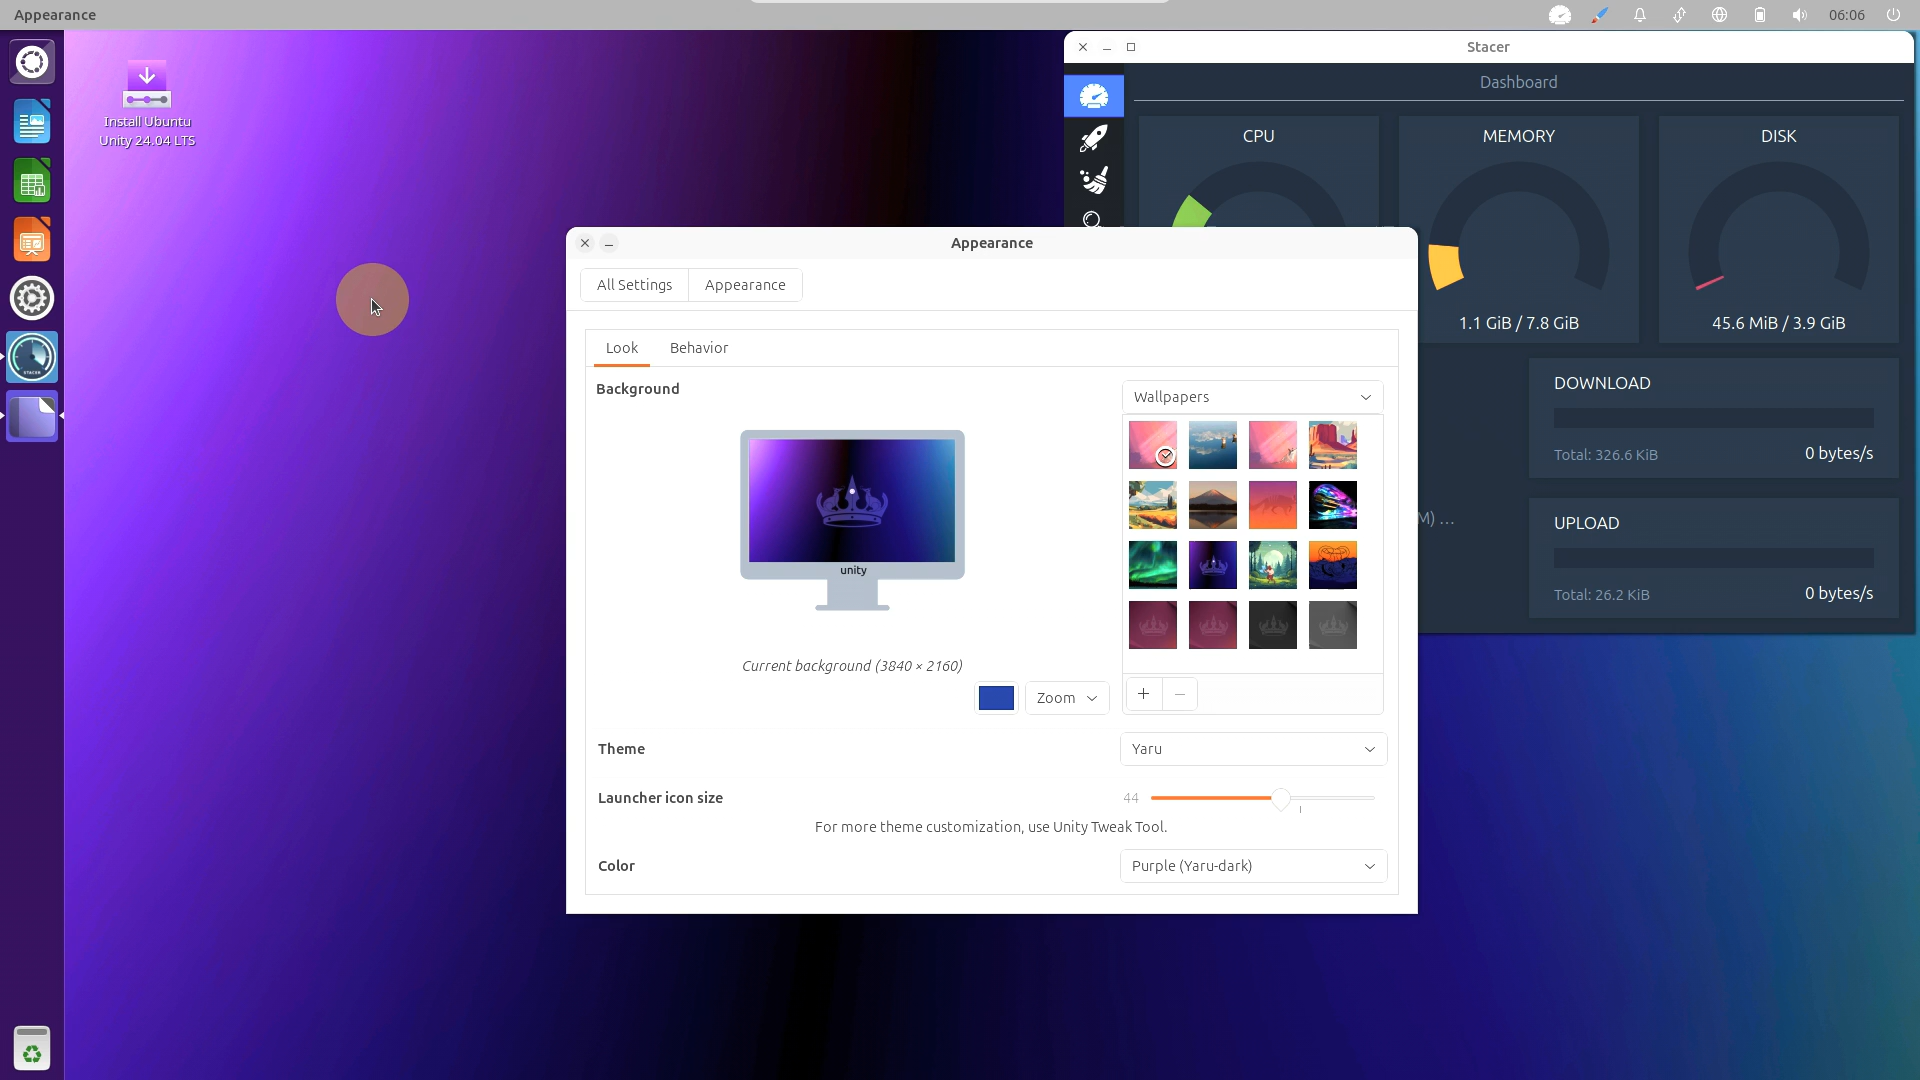 Appearance
06:06
Install Ubuntu
Unity 24.04 LTS
Stacer
Dashboard
CPU
MEMORY
DISK
1.1 GiB / 7.8 GiB
45.6 MiB / 3.9 GiB
DOWNLOAD
Total: 326.6 KiB
0 bytes/s
M) ...
UPLOAD
Total: 26.2 KiB
0 bytes/s
STACER
Appearance
All Settings
Appearance
Look
Behavior
Background
Wallpapers
unity
Current background (3840 × 2160)
Zoom
Theme
Yaru
Launcher icon size
44
For more theme customization, use Unity Tweak Tool.
Color
Purple (Yaru-dark)